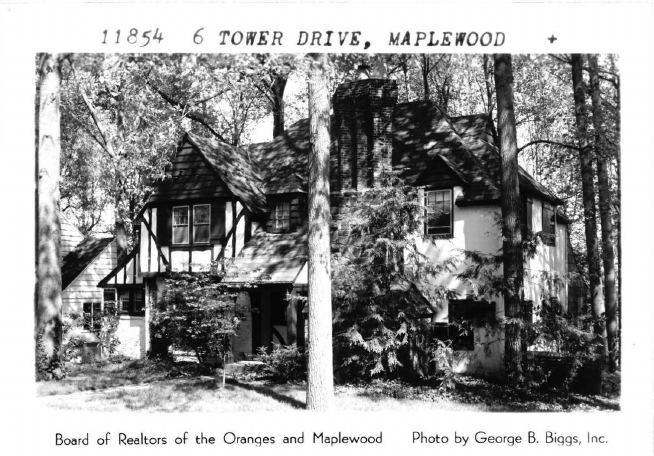 11854 6 TOWER DRIVE, MAPLEWOOD +
Board of Realtors of the Oranges and Maplewood Photo by George B. Biggs, Inc.